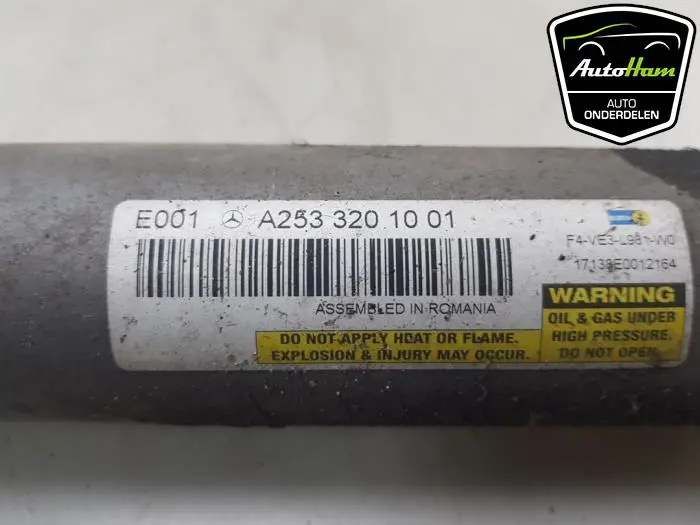 AutoHam
AUTO
ONDERDELEN
E001 A253 320 10 01
F4-VE3-L981-W0
17138E0012164
ASSEMBLED IN ROMANIA
DO NOT APPLY HEAT OR FLAME.
EXPLOSION & INJURY MAY OCCUR.
WARNING
OIL & GAS UNDER
HIGH PRESSURE.
DO NOT OPEN.